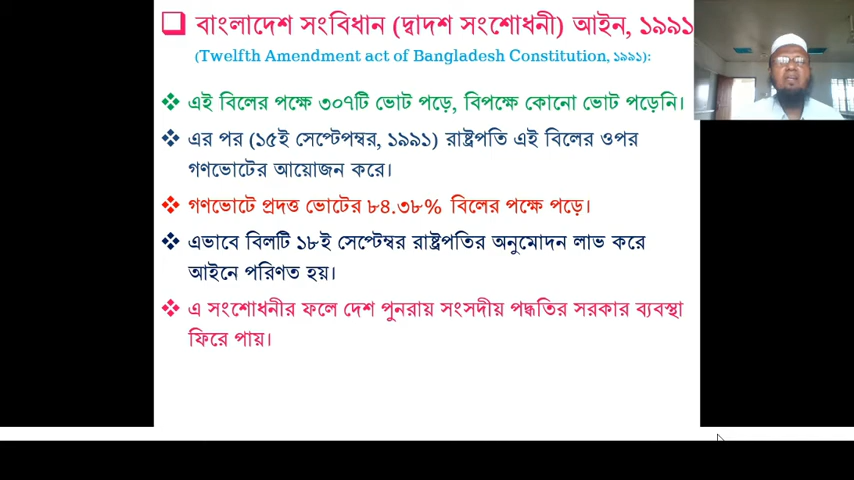 ❑ বাংলাদেশ সংবিধান (দ্বাদশ সংশোধনী) আইন, ১৯৯১
(Twelfth Amendment act of Bangladesh Constitution, ১৯৯১):
❖ এই বিলের পক্ষে ৩০৭টি ভোট পড়ে, বিপক্ষে কোনো ভোট পড়েনি।
❖ এর পর (১৫ই সেপ্টেপম্বর, ১৯৯১) রাষ্ট্রপতি এই বিলের ওপর
গণভোটের আয়োজন করে।
❖ গণভোটে প্রদত্ত ভোটের ৮৪.৩৮% বিলের পক্ষে পড়ে।
❖ এভাবে বিলটি ১৮ই সেপ্টেম্বর রাষ্ট্রপতির অনুমোদন লাভ করে
আইনে পরিণত হয়।
❖ এ সংশোধনীর ফলে দেশ পুনরায় সংসদীয় পদ্ধতির সরকার ব্যবস্থা
ফিরে পায়।